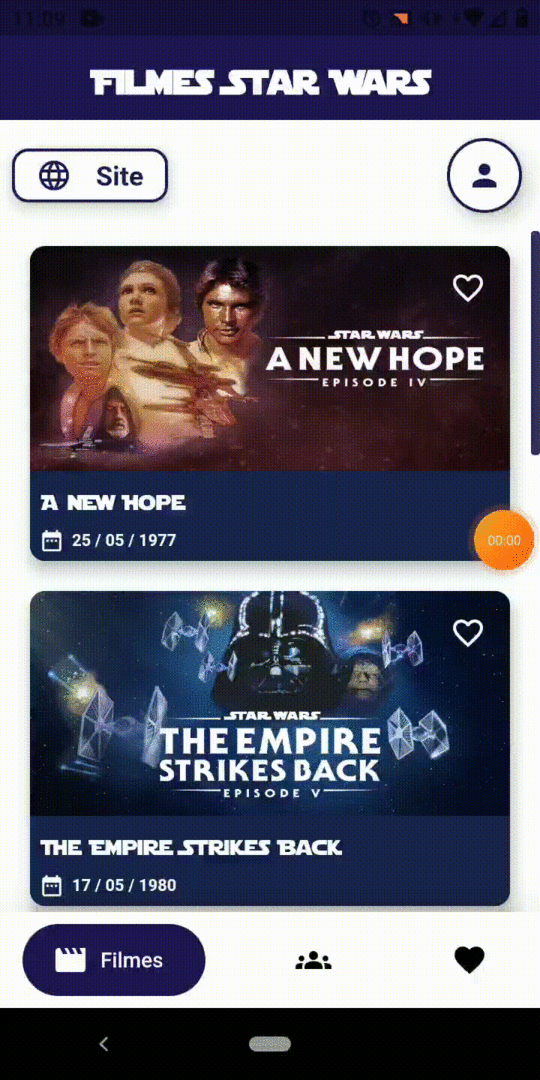 11:09
FILMES STAR WARS
Site
STAR WARS
A NEW HOPE
EPISODE IV
A NEW HOPE
25 / 05 / 1977
00:00
STAR WARS
THE EMPIRE
STRIKES BACK
EPISODE V
THE EMPIRE STRIKES BACK
17 / 05 / 1980
Filmes